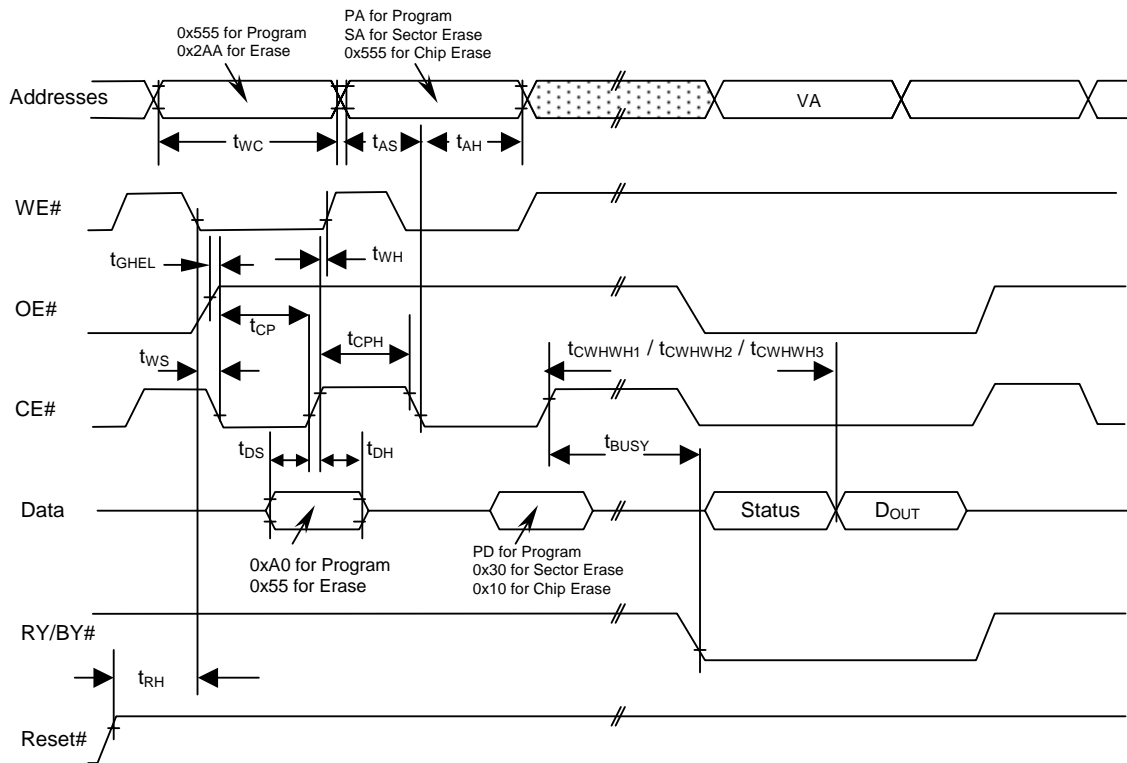 0x555 for Program
0x2AA for Erase
PA for Program
SA for Sector Erase
0x555 for Chip Erase
Addresses
VA
tWC
tAS
tAH
WE#
tGHEL
tWH
OE#
tCP
tCPH
tWS
tCWHWH1 / tCWHWH2 / tCWHWH3
CE#
tDS
tDH
tBUSY
Data
Status
DOUT
0xA0 for Program
0x55 for Erase
PD for Program
0x30 for Sector Erase
0x10 for Chip Erase
RY/BY#
tRH
Reset#